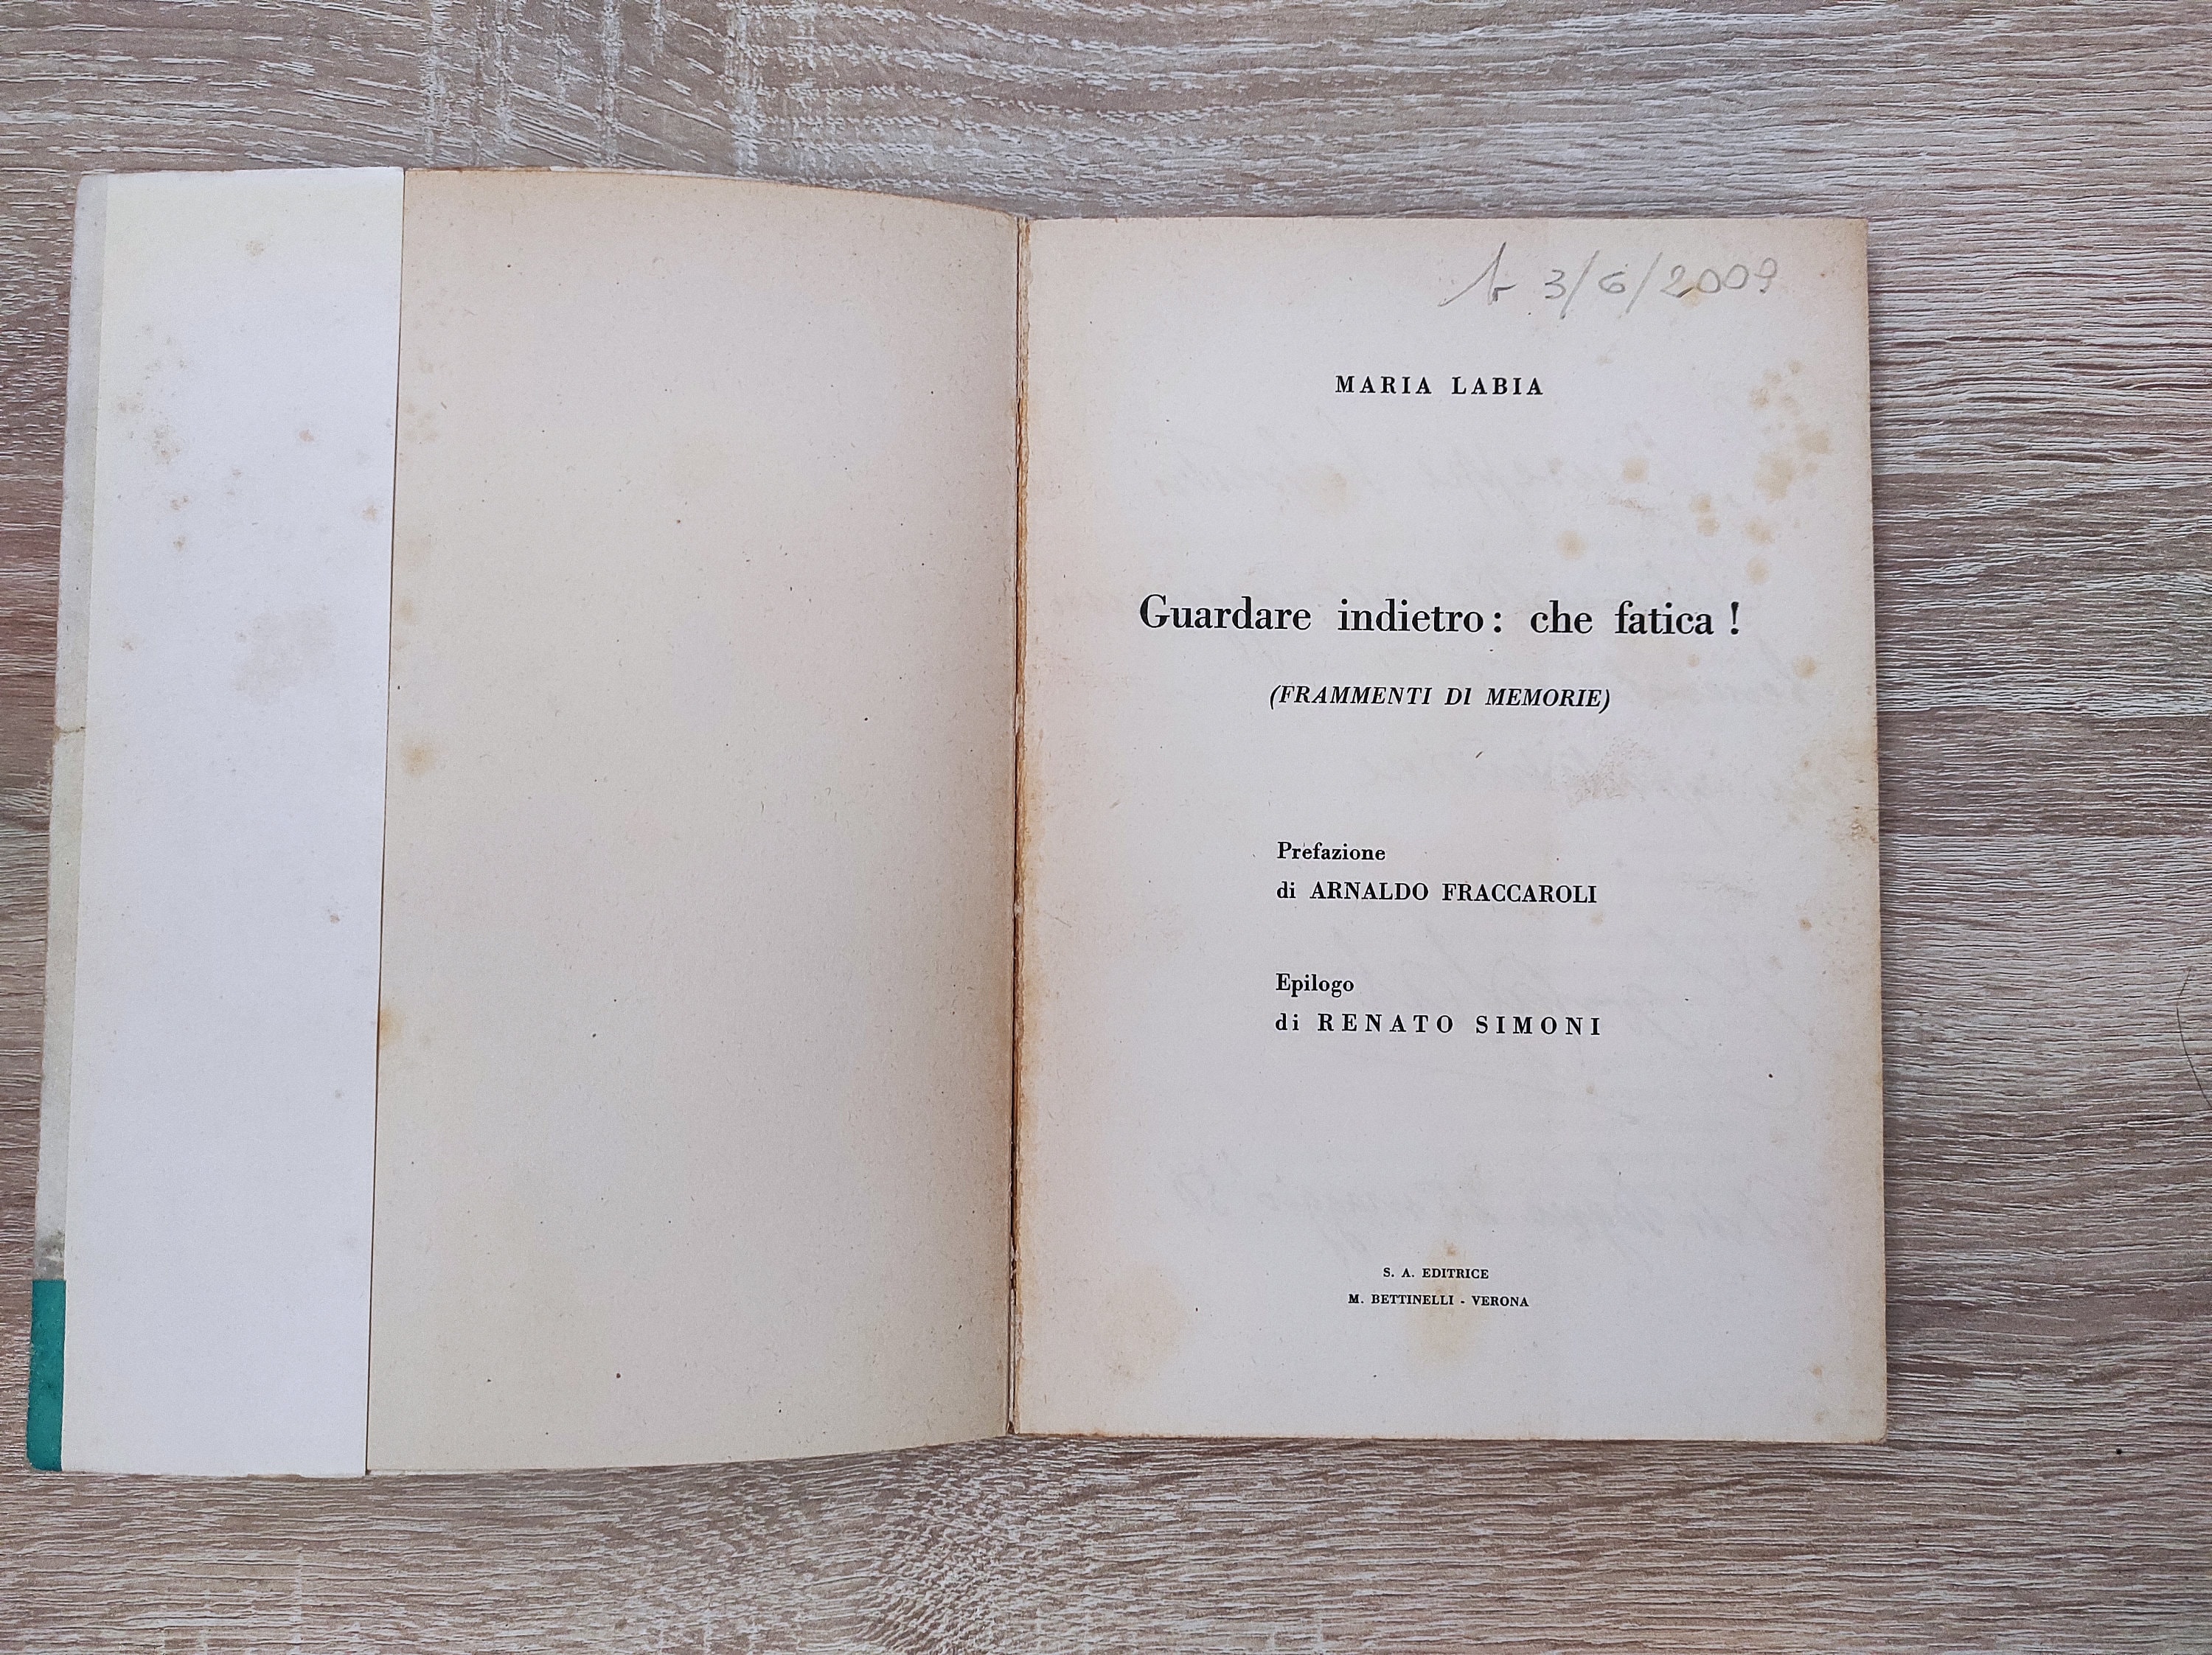 3/6/2009
MARIA LABIA
Guardare indietro: che fatica!
(FRAMMENTI DI MEMORIE)
Prefazione
di ARNALDO FRACCAROLI
Epilogo
di RENATO SIMONI
S. A. EDITRICE
M. BETTINELLI - VERONA